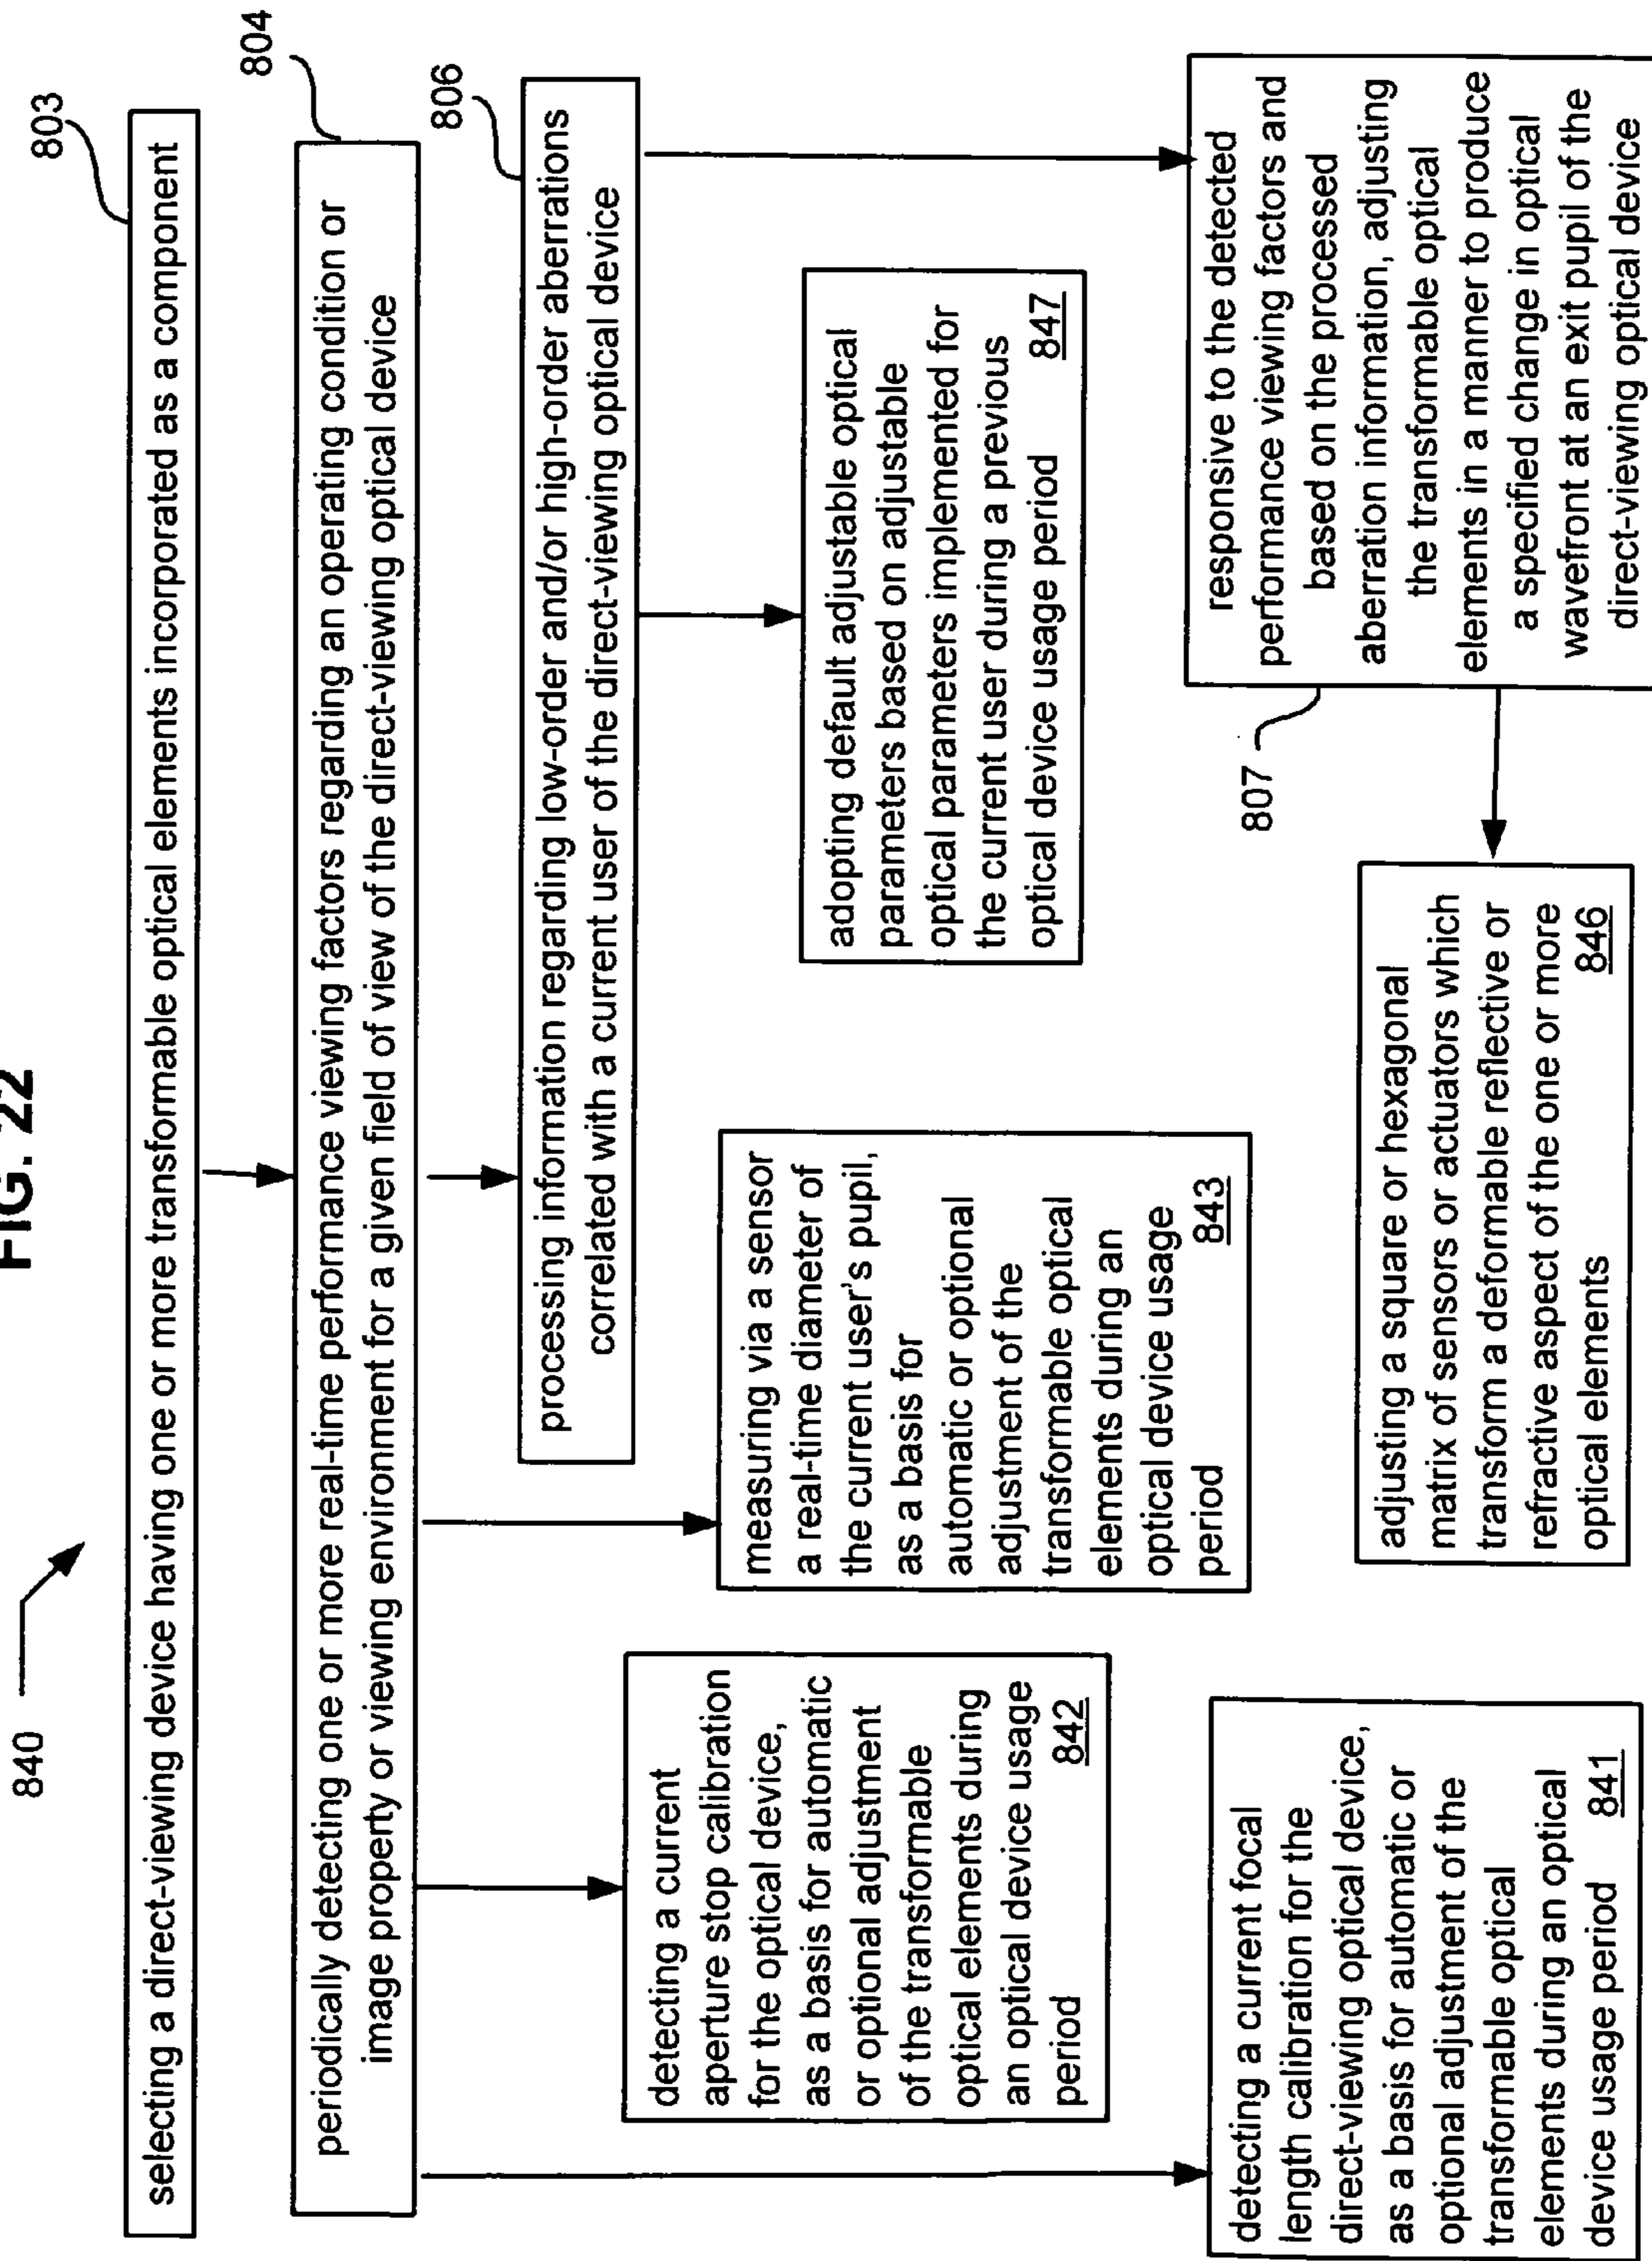 FIG. 22
840
803
selecting a direct-viewing device having one or more transformable optical elements incorporated as a component
804
periodically detecting one or more real-time performance viewing factors regarding an operating condition or
image property or viewing environment for a given field of view of the direct-viewing optical device
806
processing information regarding low-order and/or high-order aberrations
correlated with a current user of the direct-viewing optical device
detecting a current
aperture stop calibration
for the optical device,
as a basis for automatic
or optional adjustment
of the transformable
optical elements during
an optical device usage
period
842
measuring via a sensor
a real-time diameter of
the current user's pupil,
as a basis for
automatic or optional
adjustment of the
transformable optical
elements during an
optical device usage
period
843
adopting default adjustable optical
parameters based on adjustable
optical parameters implemented for
the current user during a previous
optical device usage period
847
detecting a current focal
length calibration for the
direct-viewing optical device,
as a basis for automatic or
optional adjustment of the
transformable optical
elements during an optical
device usage period
841
adjusting a square or hexagonal
matrix of sensors or actuators which
transform a deformable reflective or
refractive aspect of the one or more
optical elements
846
807
responsive to the detected
performance viewing factors and
based on the processed
aberration information, adjusting
the transformable optical
elements in a manner to produce
a specified change in optical
wavefront at an exit pupil of the
direct-viewing optical device